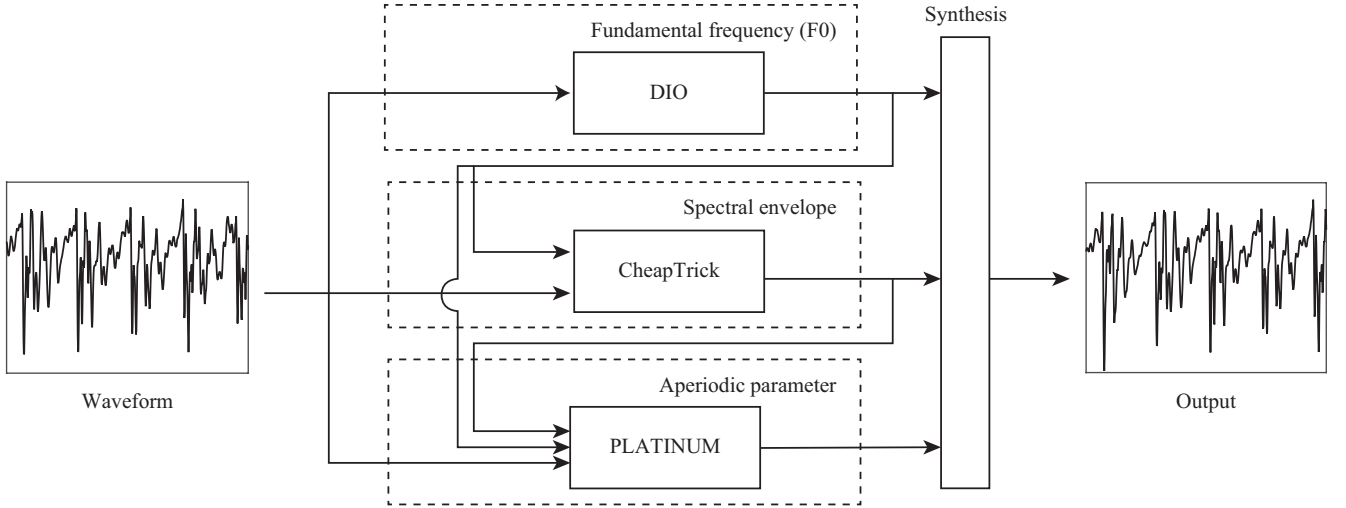 Synthesis
Fundamental frequency (F0)
DIO
Spectral envelope
CheapTrick
Waveform
Aperiodic parameter
PLATINUM
Output